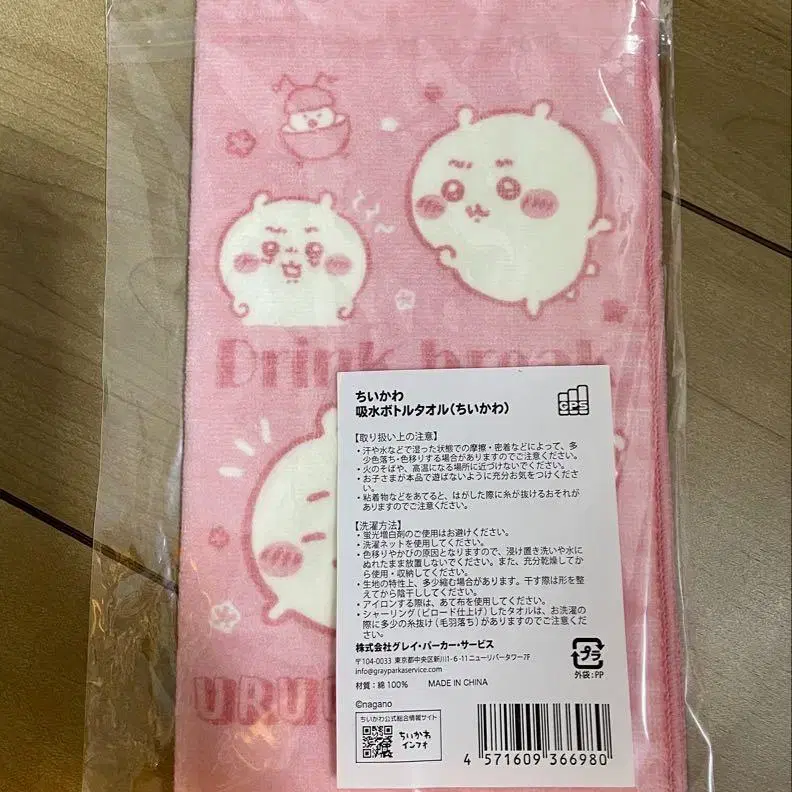 Drink break
ちいかわ
吸水ボトルタオル(ちいかわ)
GPS
【取り扱い上の注意】
・汗や水などで湿った状態での摩擦・密着などによって、多
少色落ち・色移りする場合がありますのでご注意ください。
・火のそばや、高温になる場所に近づけないでください。
・お子さまが本品で遊ばないように充分お気をつけくださ
い。
・粘着物などをあてると、はがした際に糸が抜けるおそれが
ありますのでご注意ください。
【洗濯方法】
・蛍光増白剤のご使用はお避けください。
・洗濯ネットを使用してください。
・色移りやかびの原因となりますので、浸け置き洗いや水に
ぬれたまま放置しないでください。また、充分乾燥してか
ら使用・収納してください。
・生地の特性上、多少縮む場合があります。干す際は形を整
えてから陰干ししてください。
・アイロンする際は、あて布を使用してください。
・シャーリング(ビロード仕上げ)したタオルは、お洗濯の
際に多少の糸抜け(毛羽落ち)がありますのでご注意くだ
さい。
株式会社グレイ・パーカー・サービス
〒104-0033 東京都中央区新川1-6-11ニューリバータワー7F
info@grayparkaservice.com
材質:綿100% MADE IN CHINA
プラ
外袋:PP
©nagano
ちいかわ公式総合情報サイト
ちいかわ
インフォ
4 571609 366980
URU